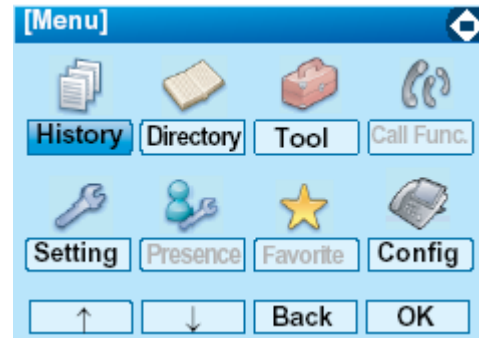 [Menu]
History Directory Tool Call Func.
Setting Presence Favorite Config
↑ ↓ Back OK